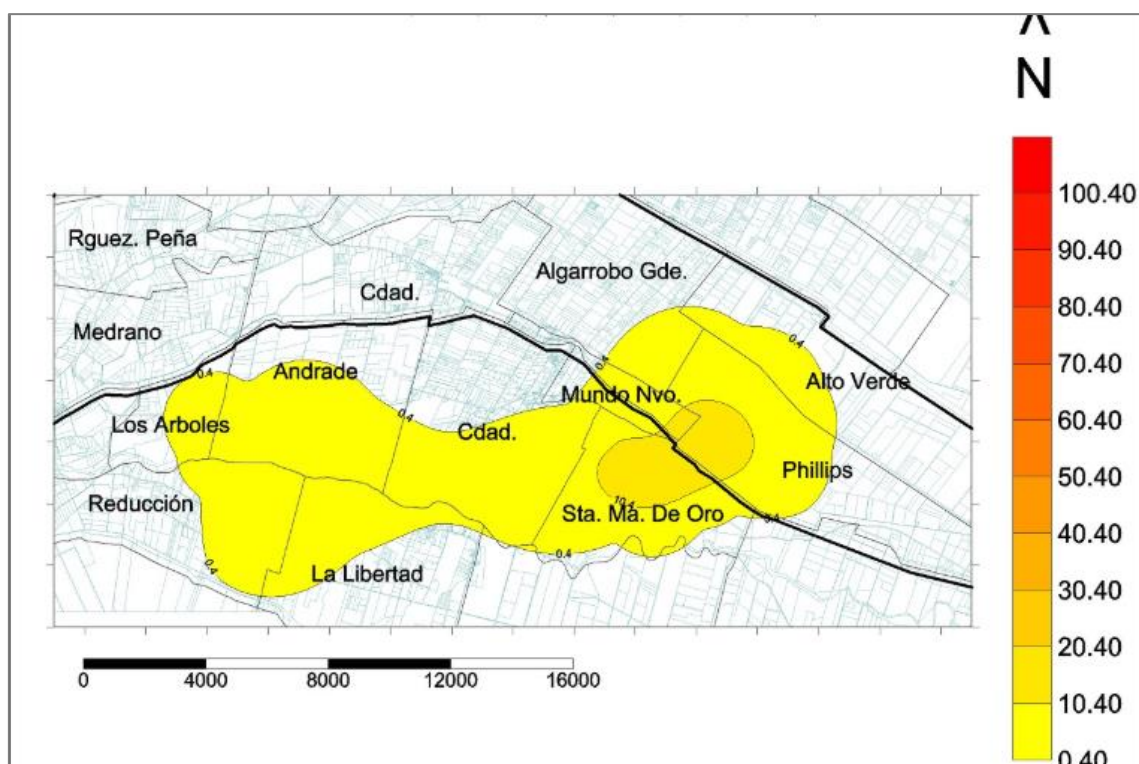 N
100.40
90.40
80.40
70.40
60.40
50.40
40.40
30.40
20.40
10.40
0.40
Rguez. Peña
Algarrobo Gde.
Cdad.
Medrano
0.4
0.4
0.4
Andrade
Alto Verde
Mundo Nvo.
0.4
Los Arboles
Cdad.
Phillips
Reducción
10.4
Sta. Ma. De Oro
0.4
0.4
0.4
La Libertad
0 4000 8000 12000 16000